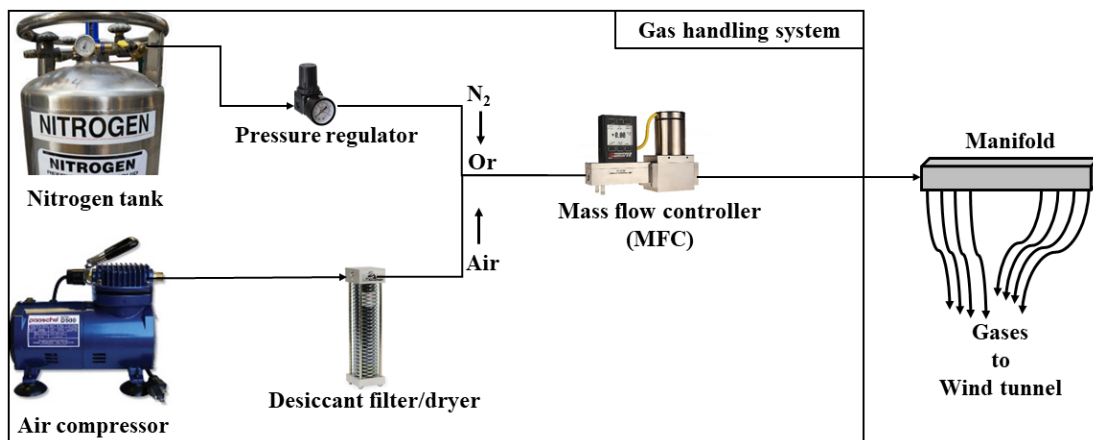 Gas handling system
NITROGEN
NITROGEN
Nitrogen tank
Pressure regulator
N₂
Or
Air
Mass flow controller
(MFC)
Manifold
Gases
to
Wind tunnel
Desiccant filter/dryer
Air compressor